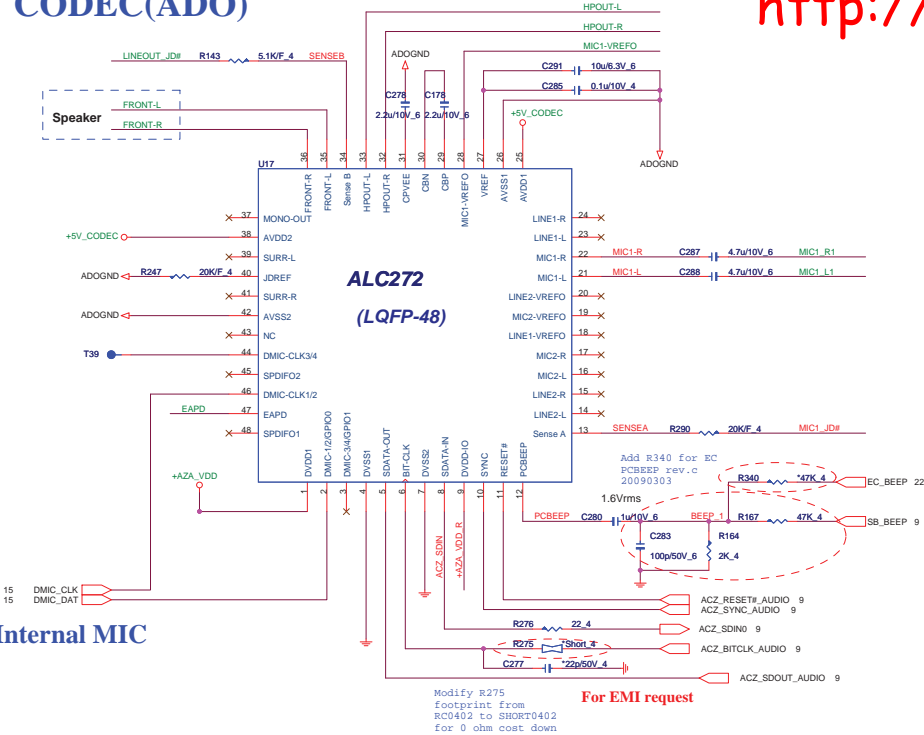 CODEC(ADO)
http://
HPOUT-L
HPOUT-R
MIC1-VREFO
LINEOUT_JD# R143 5.1K/F_4 SENSEB
ADOGND
C291 10u/6.3V_6
C285 0.1u/10V_4
C278
2.2u/10V_6
C178
2.2u/10V_6
+5V_CODEC
ADOGND
Speaker
FRONT-L
FRONT-R
36 35 34 33 32 31 30 29 28 27 26 25
U17
FRONT-R
FRONT-L
Sense B
HPOUT-L
HPOUT-R
CPVEE
CBN
CBP
MIC1-VREFO
VREF
AVSS1
AVDD1
37 MONO-OUT
+5V_CODEC 38 AVDD2
39 SURR-L
ADOGND R247 20K/F_4 40 JDREF
41 SURR-R
ADOGND 42 AVSS2
43 NC
T39 44 DMIC-CLK3/4
45 SPDIFO2
46 DMIC-CLK1/2
EAPD 47 EAPD
48 SPDIFO1
ALC272
(LQFP-48)
LINE1-R 24
LINE1-L 23
MIC1-R 22 MIC1-R C287 4.7u/10V_6 MIC1_R1
MIC1-L 21 MIC1-L C288 4.7u/10V_6 MIC1_L1
LINE2-VREFO 20
MIC2-VREFO 19
LINE1-VREFO 18
MIC2-R 17
MIC2-L 16
LINE2-R 15
LINE2-L 14
Sense A 13 SENSEA R290 20K/F_4 MIC1_JD#
DVDD1
DMIC-1/2/GPIO0
DMIC-3/4/GPIO1
DVSS1
SDATA-OUT
BIT-CLK
DVSS2
SDATA-IN
DVDD-IO
SYNC
RESET#
PCBEEP
1 2 3 4 5 6 7 8 9 10 11 12
+AZA_VDD
Add R340 for EC
PCBEEP rev.c
20090303
R340 *47K_4 EC_BEEP 22
1.6Vrms
PCBEEP C280 1u/10V_6 BEEP_1 R167 47K_4 SB_BEEP 9
C283
100p/50V_6
R164
2K_4
ACZ_SDIN
+AZA_VDD_R
15 DMIC_CLK
15 DMIC_DAT
Internal MIC
ACZ_RESET#_AUDIO 9
ACZ_SYNC_AUDIO 9
R276 22_4 ACZ_SDIN0 9
R275 *Short_4 ACZ_BITCLK_AUDIO 9
C277 *22p/50V_4
ACZ_SDOUT_AUDIO 9
Modify R275
footprint from
RC0402 to SHORT0402
for 0 ohm cost down
For EMI request